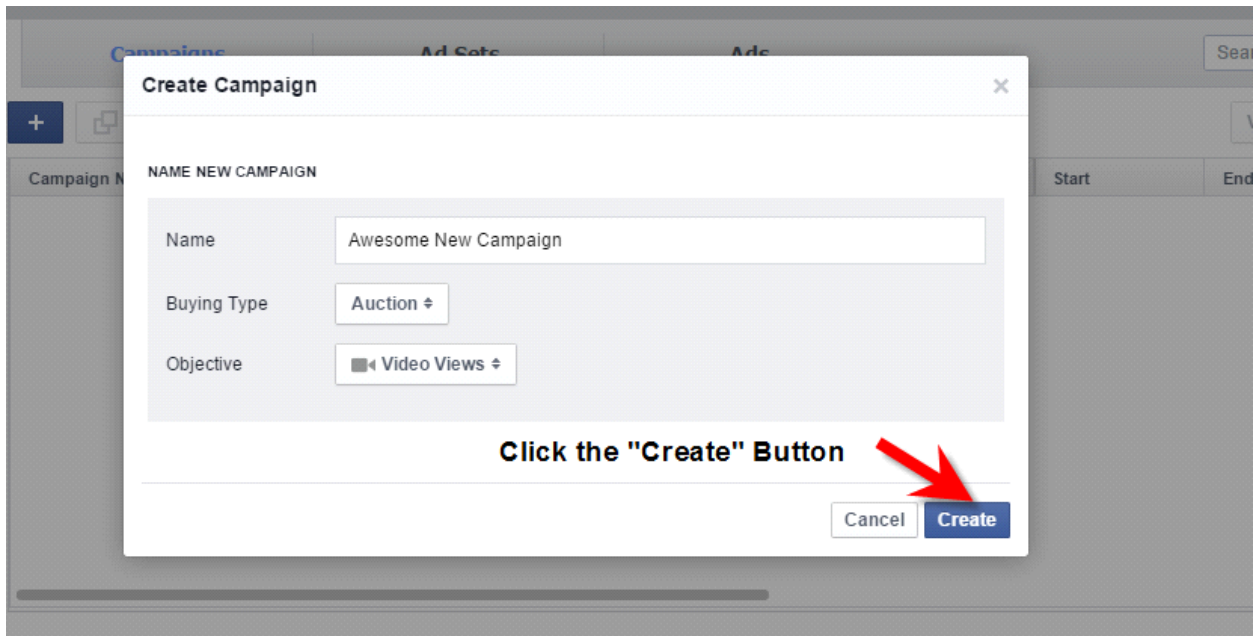 Campaigns Ad Sets Ads Sear
Create Campaign ×
+
Campaign N Start End
NAME NEW CAMPAIGN
Name Awesome New Campaign
Buying Type Auction
Objective Video Views
Click the "Create" Button
Cancel Create